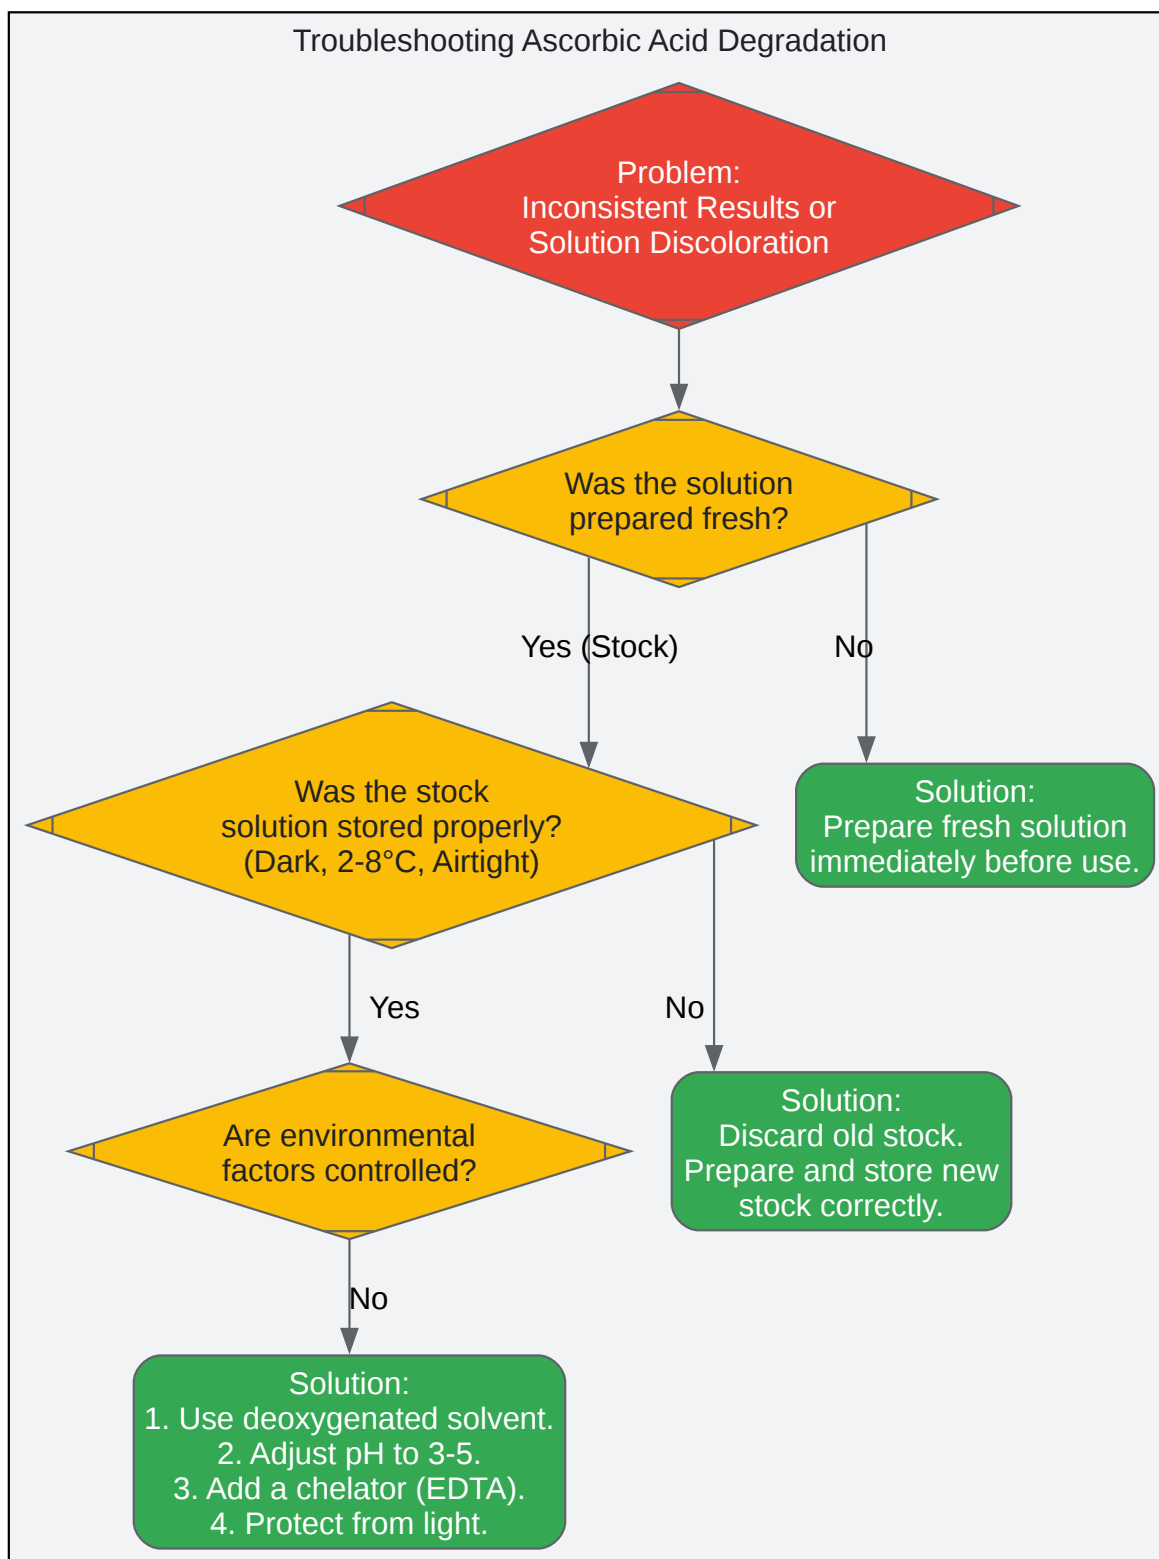 Troubleshooting Ascorbic Acid Degradation
Problem:
Inconsistent Results or
Solution Discoloration
Was the solution
prepared fresh?
Yes (Stock)
No
Was the stock
solution stored properly?
(Dark, 2-8°C, Airtight)
Solution:
Prepare fresh solution
immediately before use.
Yes
No
Are environmental
factors controlled?
Solution:
Discard old stock.
Prepare and store new
stock correctly.
No
Solution:
1. Use deoxygenated solvent.
2. Adjust pH to 3-5.
3. Add a chelator (EDTA).
4. Protect from light.